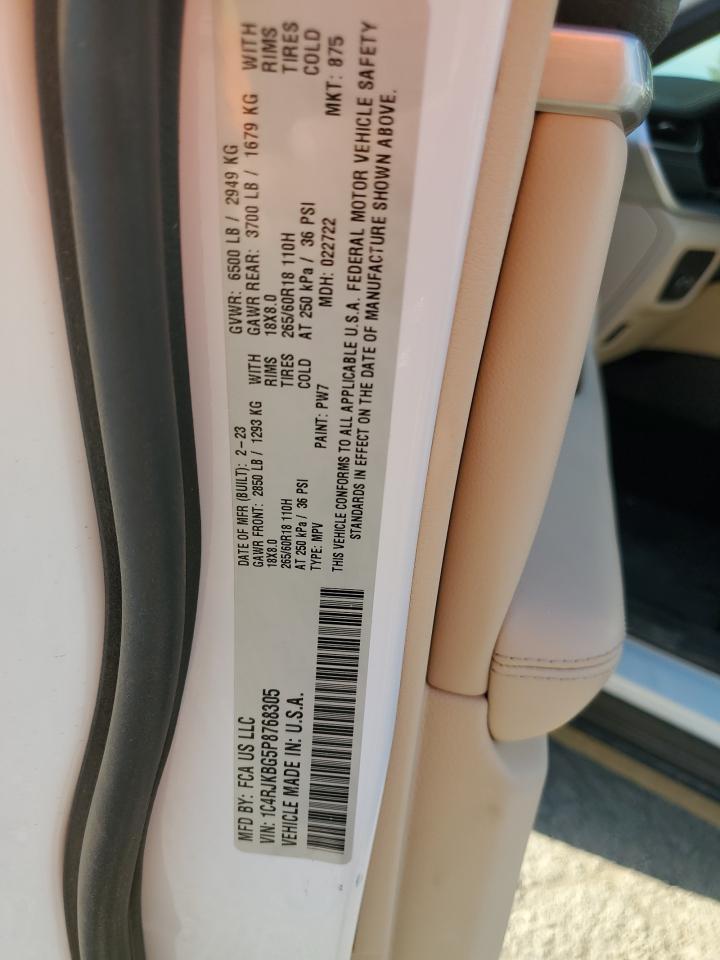 MFD BY: FCA US LLC
VIN: 1C4RJKBG5P8768305
VEHICLE MADE IN: U.S.A.
DATE OF MFR (BUILT): 2-23
GAWR FRONT: 2850 LB / 1293 KG WITH
18X8.0 RIMS
265/60R18 110H TIRES
AT 250 kPa / 36 PSI COLD
TYPE: MPV PAINT: PW7
GVWR: 6500 LB / 2949 KG
GAWR REAR: 3700 LB / 1679 KG WITH
18X8.0 RIMS
265/60R18 110H TIRES
AT 250 kPa / 36 PSI COLD
MDH: 022722 MKT: 875
THIS VEHICLE CONFORMS TO ALL APPLICABLE U.S.A. FEDERAL MOTOR VEHICLE SAFETY
STANDARDS IN EFFECT ON THE DATE OF MANUFACTURE SHOWN ABOVE.